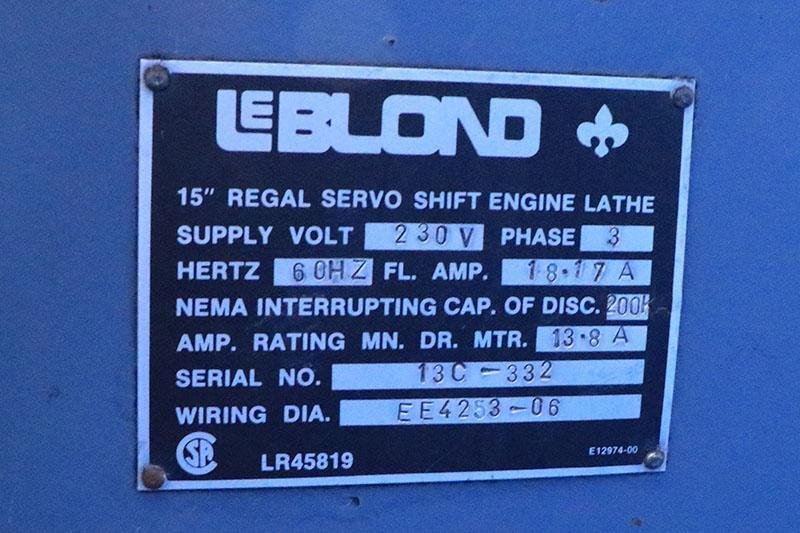 LEBLOND
15" REGAL SERVO SHIFT ENGINE LATHE
SUPPLY VOLT 230V PHASE 3
HERTZ 60HZ FL. AMP. 18.17A
NEMA INTERRUPTING CAP. OF DISC. 200K
AMP. RATING MN. DR. MTR. 13.8 A
SERIAL NO. 13C-332
WIRING DIA. EE4253-06
LR45819
E12974-00